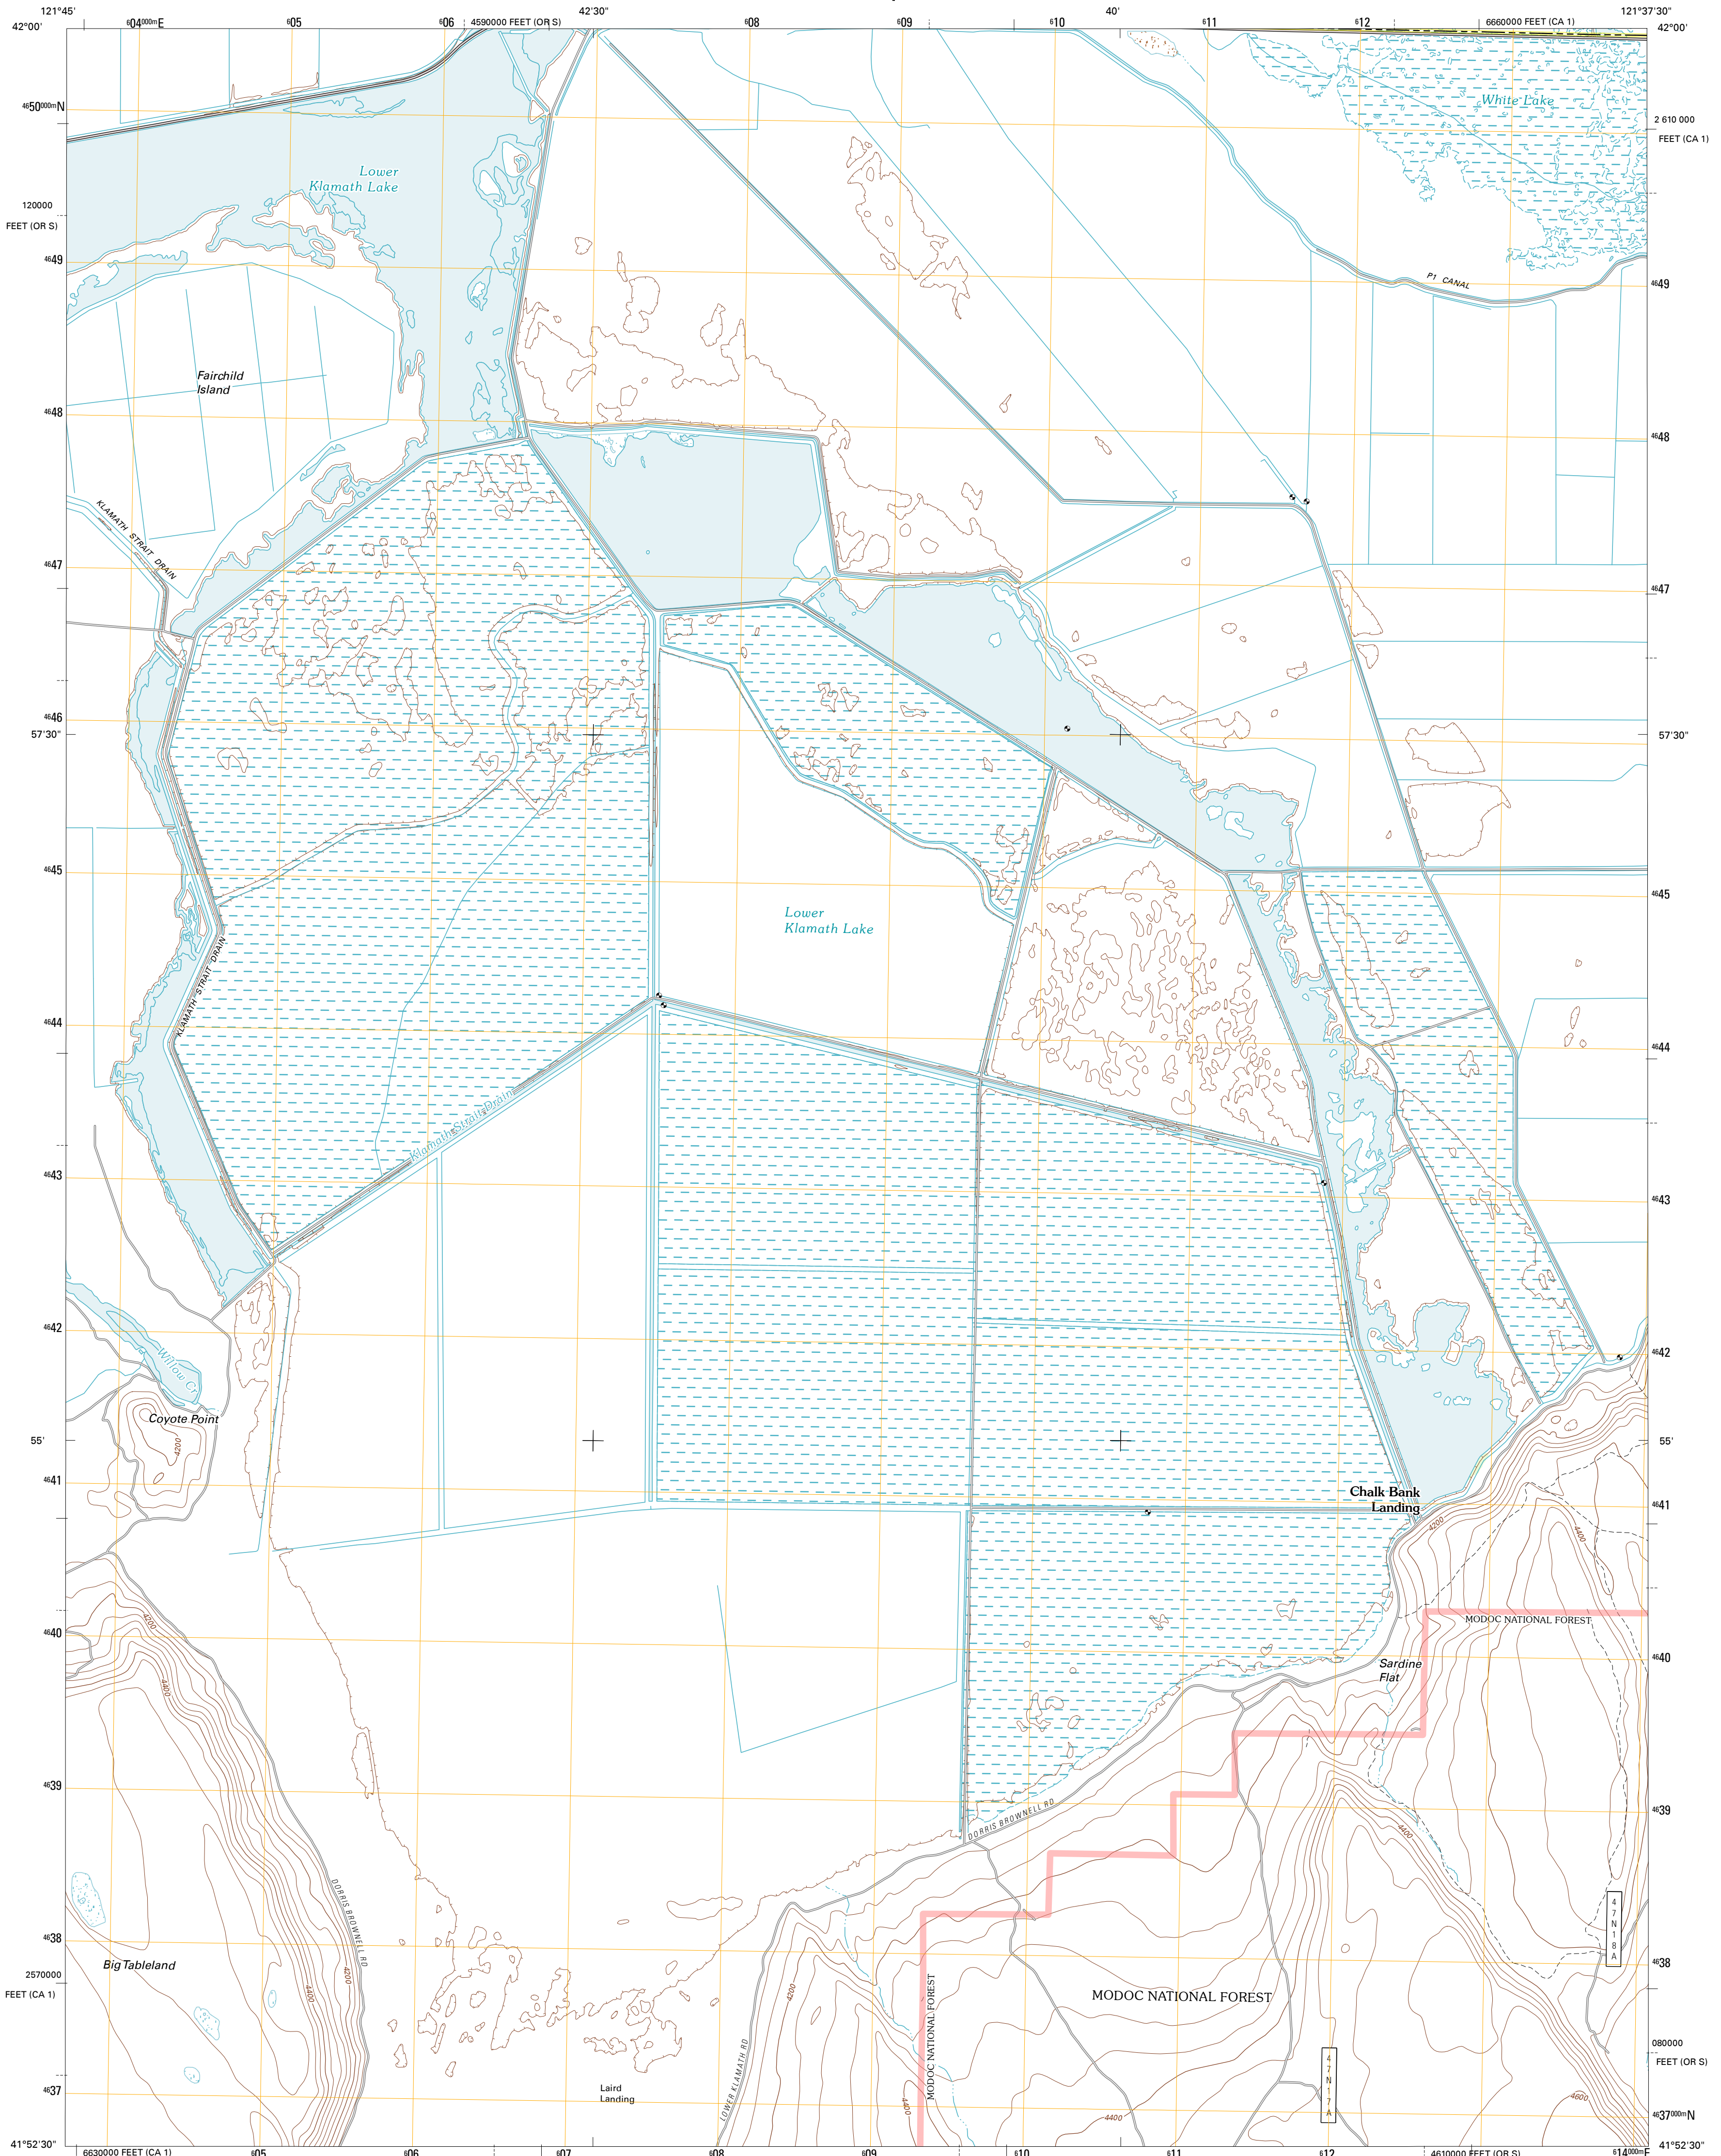 121°45'
604000mE
605
606
4590000 FEET (OR S)
42'30"
608
609
610
40'
611
612
6660000 FEET (CA 1)
121°37'30"
42°00'
42°00'
4650000mN
White Lake
2 610 000
FEET (CA 1)
Lower
Klamath Lake
120000
FEET (OR S)
4649
P1 CANAL
4649
Fairchild
Island
4648
4648
KLAMATH STRAIT DRAIN
4647
4647
4646
57'30"
57'30"
4645
4645
Lower
Klamath Lake
KLAMATH STRAIT DRAIN
4644
4644
Klamath Strait Drain
4643
4643
4642
4642
Willow Cr
Coyote Point
4200
55'
55'
4641
4641
Chalk Bank
Landing
4200
4400
MODOC NATIONAL FOREST
4200
4640
4640
Sardine
Flat
4400
4639
4639
DORRIS BROWNELL RD
4400
DORRIS BROWNELL RD
47N18A
4638
4638
Big Tableland
2570000
FEET (CA 1)
4200
4400
4200
MODOC NATIONAL FOREST
MODOC NATIONAL FOREST
080000
FEET (OR S)
LOWER KLAMATH RD
47N17A
4637
Laird
Landing
4400
4400
4600
4637000mN
41°52'30"
41°52'30"
6630000 FEET (CA 1)
605
606
607
608
609
610
611
612
4610000 FEET (OR S)
614000mE